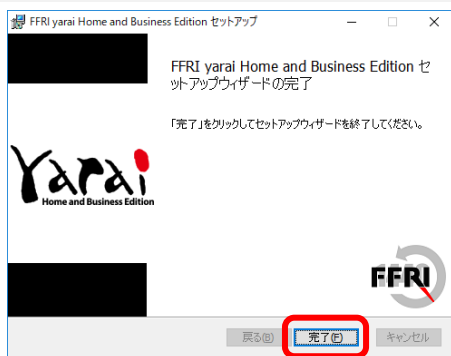 FFRI yarai Home and Business Edition セットアップ
FFRI yarai Home and Business Edition セ
ットアップウィザードの完了
「完了」をクリックしてセットアップウィザードを終了してください。
Yarai
Home and Business Edition
FFRI
戻る(B)
完了(F)
キャンセル